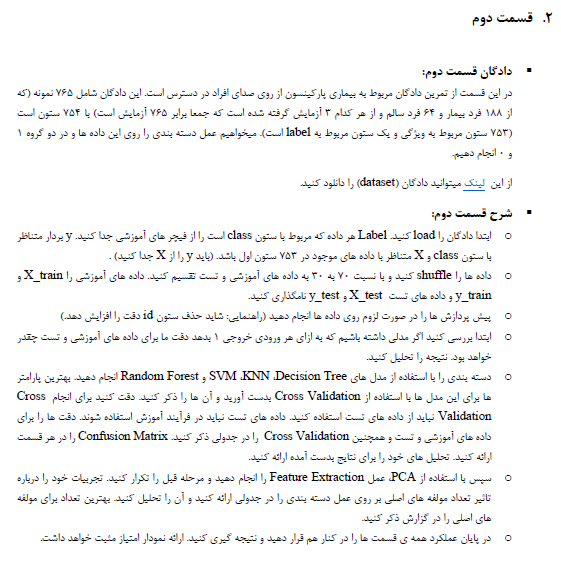 ۲. قسمت دوم
▪ دادگان قسمت دوم:
در این قسمت از تمرین دادگان مربوط به بیماری پارکینسون از روی صدای افراد در دسترس است. این دادگان شامل ۷۶۵ نمونه (که
از ۱۸۸ فرد بیمار و ۶۴ فرد سالم و از هر کدام ۳ آزمایش گرفته شده است که جمعا برابر ۷۶۵ آزمایش است) با ۷۵۴ ستون است
(۷۵۳ ستون مربوط به ویژگی و یک ستون مربوط به label است). میخواهیم عمل دسته بندی را روی این داده ها و در دو گروه ۱
و ۰ انجام دهیم.
از این لینک میتوانید دادگان (dataset) را دانلود کنید.
▪ شرح قسمت دوم:
o ابتدا دادگان را load کنید. Label هر داده که مربوط با ستون class است را از فیچر های آموزشی جدا کنید. y بردار متناظر
با ستون class و X متناظر با داده های موجود در ۷۵۳ ستون اول باشد. (باید y را از X جدا کنید) .
o داده ها را shuffle کنید و با نسبت ۷۰ به ۳۰ به داده های آموزشی و تست تقسیم کنید. داده های آموزشی را X_train و
y_train و داده های تست X_test و y_test نامگذاری کنید.
o پیش پردازش ها را در صورت لزوم روی داده ها انجام دهید (راهنمایی: شاید حذف ستون id دقت را افزایش دهد.)
o ابتدا بررسی کنید اگر مدلی داشته باشیم که به ازای هر ورودی خروجی ۱ بدهد دقت ما برای داده های آموزشی و تست چقدر
خواهد بود. نتیجه را تحلیل کنید.
o دسته بندی را با استفاده از مدل های Decision Tree، KNN، SVM و Random Forest انجام دهید. بهترین پارامتر
ها برای این مدل ها با استفاده از Cross Validation بدست آورید و آن ها را ذکر کنید. دقت کنید برای انجام Cross
Validation نباید از داده های تست استفاده کنید. داده های تست نباید در فرآیند آموزش استفاده شوند. دقت ها را برای
داده های آموزشی و تست و همچنین Cross Validation را در جدولی ذکر کنید. Confusion Matrix را در هر قسمت
ارائه کنید. تحلیل های خود را برای نتایج بدست آمده ارائه کنید.
o سپس با استفاده از PCA، عمل Feature Extraction را انجام دهید و مرحله قبل را تکرار کنید. تجربیات خود را درباره
تاثیر تعداد مولفه های اصلی بر روی عمل دسته بندی را در جدولی ارائه کنید و آن را تحلیل کنید. بهترین تعداد برای مولفه
های اصلی را در گزارش ذکر کنید.
o در پایان عملکرد همه ی قسمت ها را در کنار هم قرار دهید و نتیجه گیری کنید. ارائه نمودار امتیاز مثبت خواهد داشت.